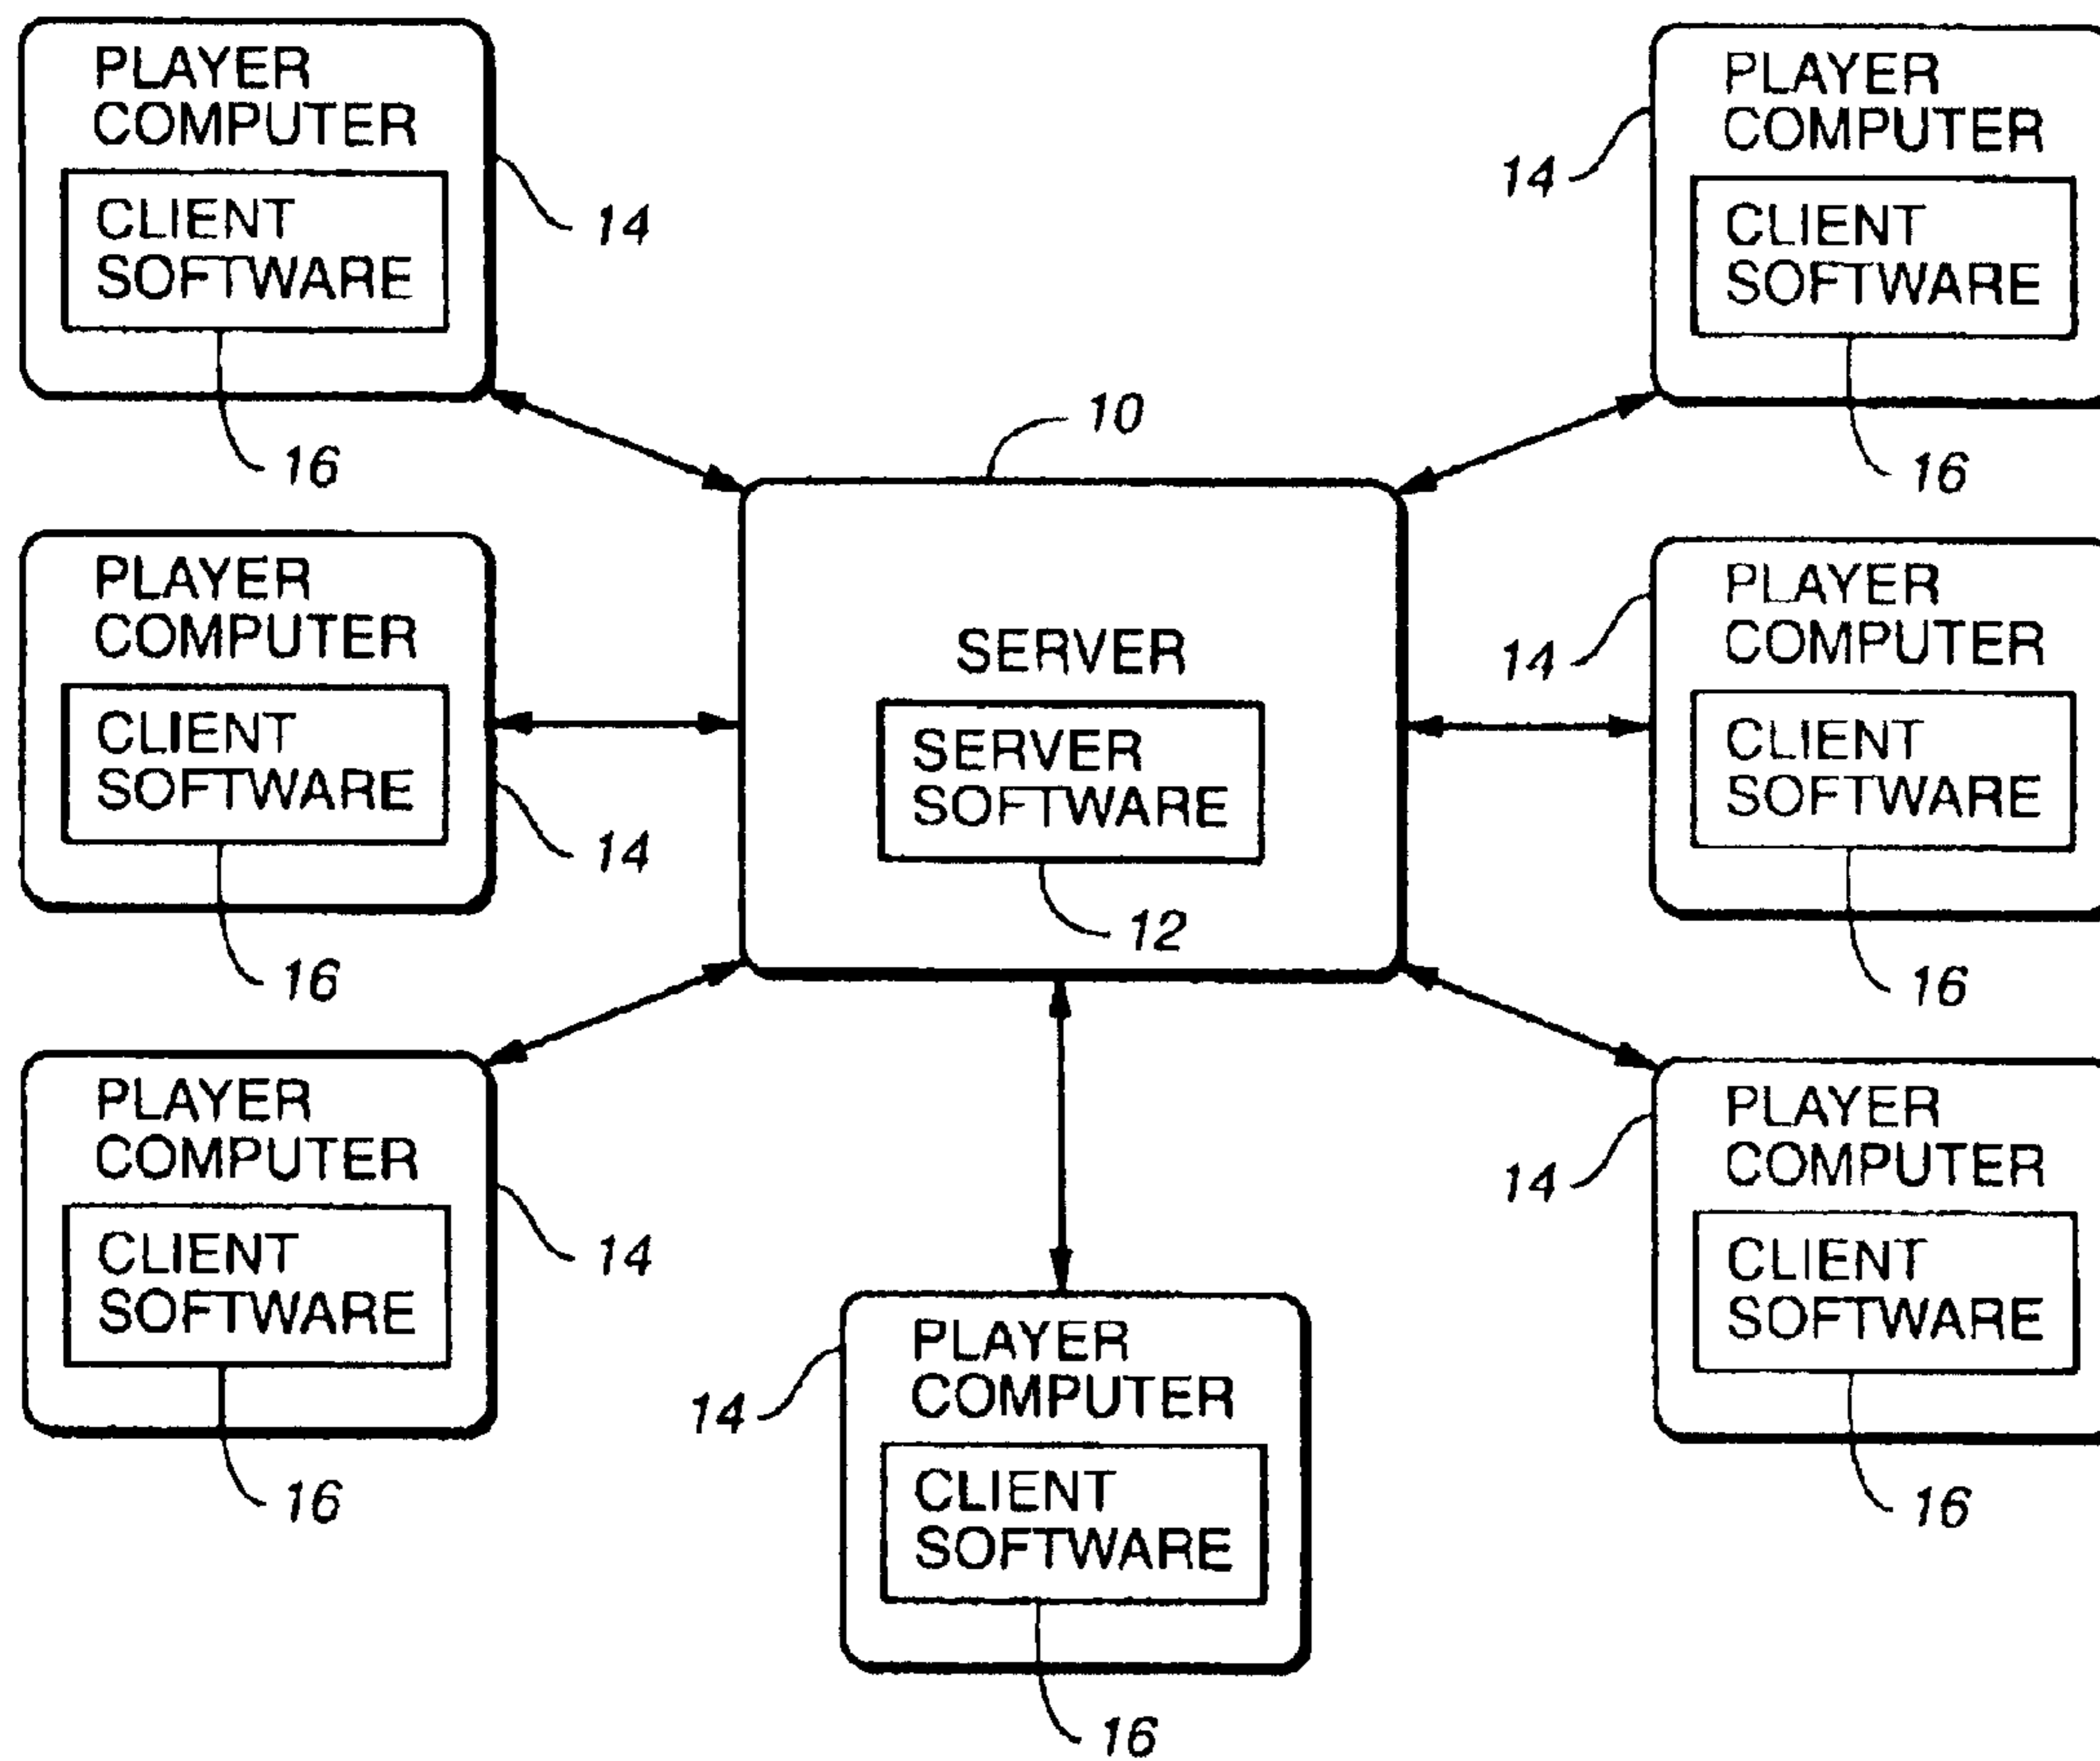 PLAYER
COMPUTER
CLIENT
SOFTWARE
14
16
PLAYER
COMPUTER
CLIENT
SOFTWARE
14
16
10
SERVER
SERVER
SOFTWARE
12
PLAYER
COMPUTER
CLIENT
SOFTWARE
14
16
PLAYER
COMPUTER
CLIENT
SOFTWARE
14
16
PLAYER
COMPUTER
CLIENT
SOFTWARE
14
16
PLAYER
COMPUTER
CLIENT
SOFTWARE
14
16
PLAYER
COMPUTER
CLIENT
SOFTWARE
14
16